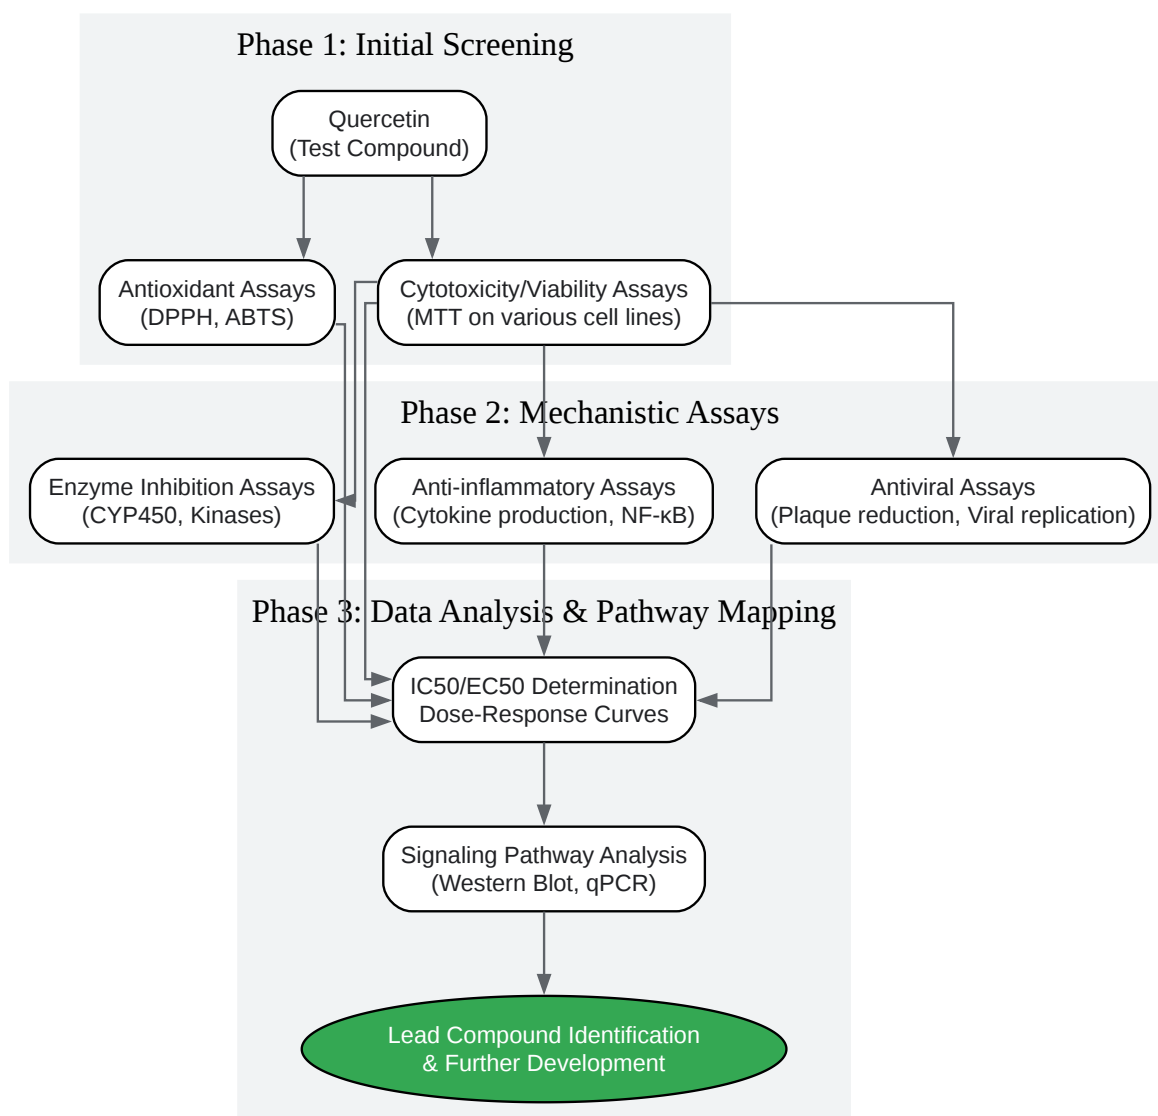 Phase 1: Initial Screening
Quercetin
(Test Compound)
Antioxidant Assays
(DPPH, ABTS)
Cytotoxicity/Viability Assays
(MTT on various cell lines)
Phase 2: Mechanistic Assays
Enzyme Inhibition Assays
(CYP450, Kinases)
Anti-inflammatory Assays
(Cytokine production, NF-κB)
Antiviral Assays
(Plaque reduction, Viral replication)
Phase 3: Data Analysis & Pathway Mapping
IC50/EC50 Determination
Dose-Response Curves
Signaling Pathway Analysis
(Western Blot, qPCR)
Lead Compound Identification
& Further Development